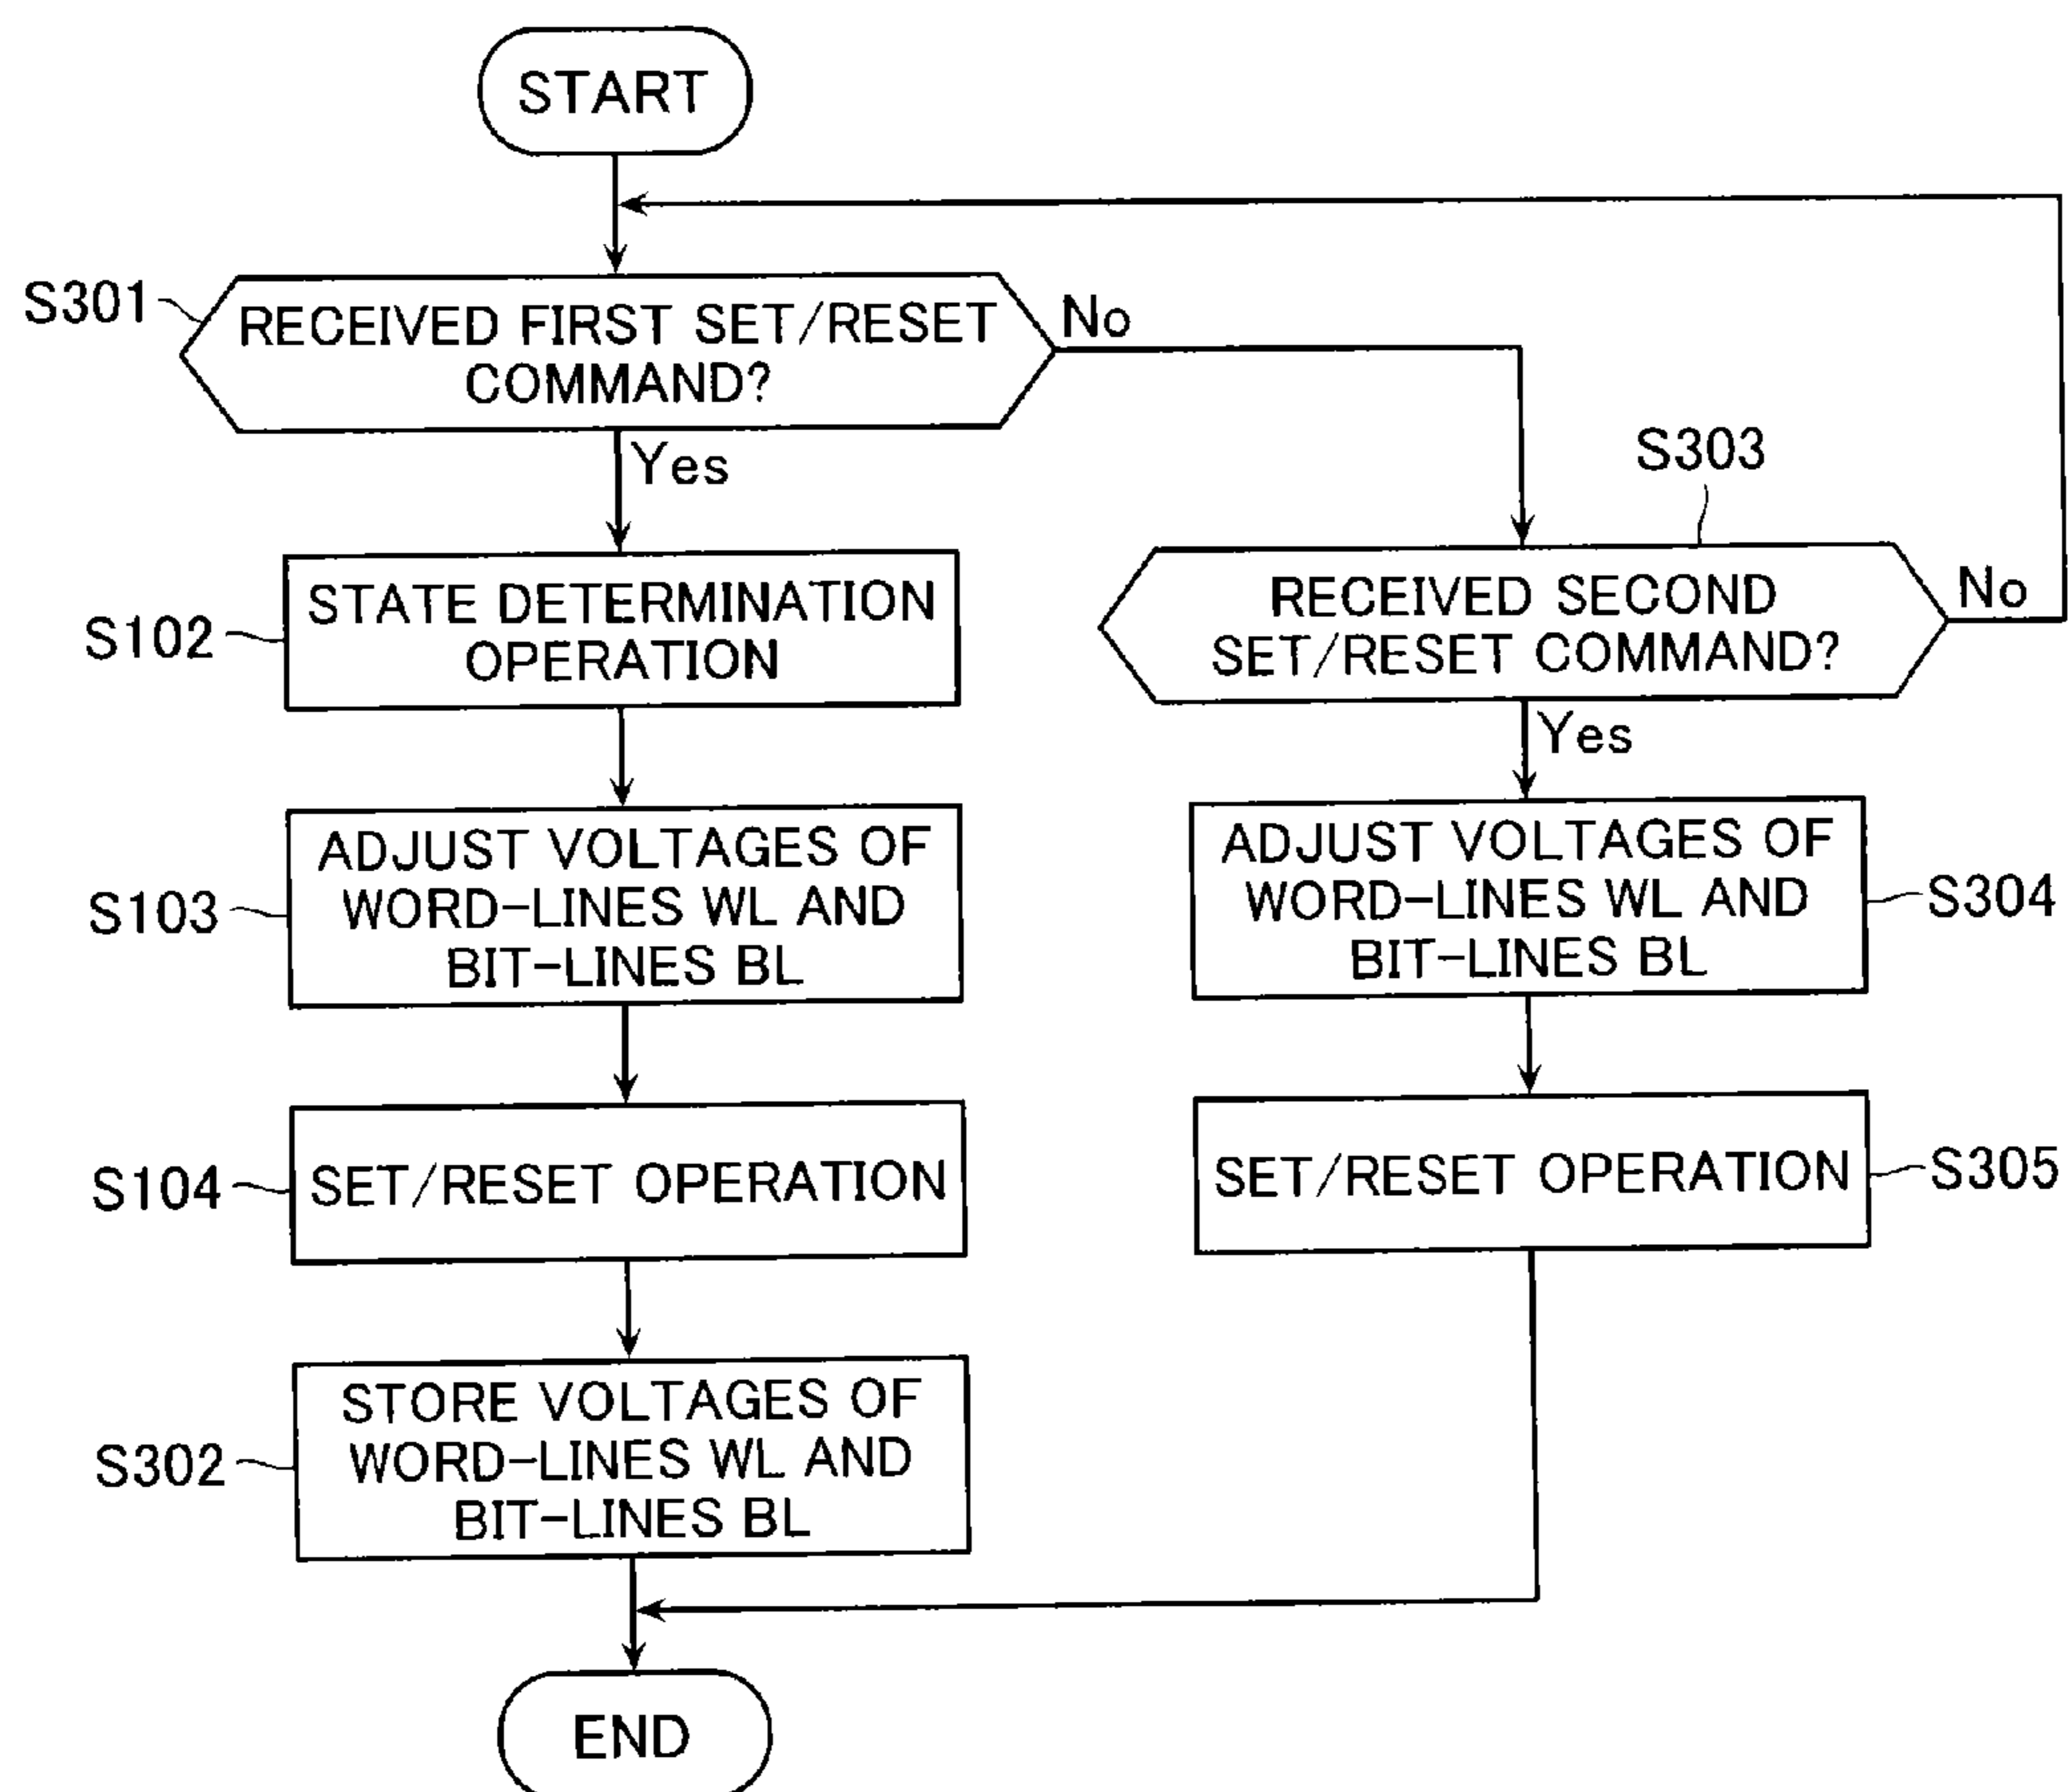 START
S301
RECEIVED FIRST SET/RESET
COMMAND?
No
Yes
S102
STATE DETERMINATION
OPERATION
S303
RECEIVED SECOND
SET/RESET COMMAND?
No
Yes
S103
ADJUST VOLTAGES OF
WORD-LINES WL AND
BIT-LINES BL
ADJUST VOLTAGES OF
WORD-LINES WL AND
BIT-LINES BL
S304
S104
SET/RESET OPERATION
SET/RESET OPERATION
S305
S302
STORE VOLTAGES OF
WORD-LINES WL AND
BIT-LINES BL
END